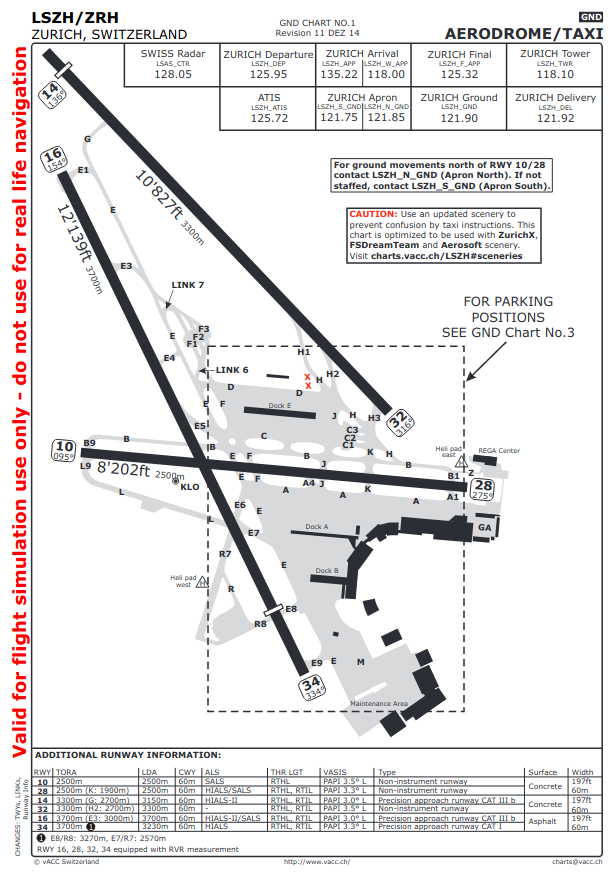 LSZH/ZRH
ZURICH, SWITZERLAND
GND CHART NO.1
Revision 11 DEZ 14
GND
AERODROME/TAXI
Valid for flight simulation use only - do not use for real life navigation
SWISS Radar
LSAS_CTR
128.05
ZURICH Departure
LSZH_DEP
125.95
ZURICH Arrival
LSZH_APP LSZH_W_APP
135.22 118.00
ZURICH Final
LSZH_F_APP
125.32
ZURICH Tower
LSZH_TWR
118.10
ATIS
LSZH_ATIS
125.72
ZURICH Apron
LSZH_S_GND LSZH_N_GND
121.75 121.85
ZURICH Ground
LSZH_GND
121.90
ZURICH Delivery
LSZH_DEL
121.92
For ground movements north of RWY 10/28
contact LSZH_N_GND (Apron North). If not
staffed, contact LSZH_S_GND (Apron South).
CAUTION: Use an updated scenery to
prevent confusion by taxi instructions. This
chart is optimized to be used with ZurichX,
FSDreamTeam and Aerosoft scenery.
Visit charts.vacc.ch/LSZH#sceneries
FOR PARKING
POSITIONS
SEE GND Chart No.3
14
136°
16
154°
G
E1
10'827ft
3300m
12'139ft
3700m
E
E3
LINK 7
E
F3
F2
F1
E4
H1
LINK 6
X
X
H
H2
D
D
E
F
Dock E
J
H
H3
32
316°
E5
C3
C2
C1
C
10
095°
B9
B
B
K
H
Heli pad
east
H
REGA Center
L9
8'202ft
2500m
E
F
B
J
B
B1
Z
28
275°
KLO
L
E
F
A
A4
J
A
K
A
A1
E6
E
L
Dock A
GA
E7
R7
E
Dock B
Heli pad
west
H
R
E8
R8
E9
E
M
34
334°
Maintenance Area
ADDITIONAL RUNWAY INFORMATION:
RWY TORA LDA CWY ALS THR LGT VASIS Type Surface Width
10 2500m 2500m 60m SALS RTHL PAPI 3.5° L Non-instrument runway Concrete 197ft
28 2500m (K: 1900m) 2500m 60m HIALS/SALS RTHL, RTIL PAPI 3.3° L Non-instrument runway 60m
14 3300m (G: 2700m) 3150m 60m HIALS-II RTHL, RTIL PAPI 3.0° L Precision approach runway CAT III b Concrete 197ft
32 3300m (H2: 2700m) 3300m 60m - RTHL, RTIL PAPI 3.0° L Non-instrument runway 60m
16 3700m (E3: 3000m) 3700m 60m HIALS-II/SALS RTHL, RTIL PAPI 3.0° L Precision approach runway CAT III b Asphalt 197ft
34 3700m 1 3230m 60m HIALS RTHL, RTIL PAPI 3.3° L Precision approach runway CAT I 60m
1 E8/R8: 3270m, E7/R7: 2570m
RWY 16, 28, 32, 34 equipped with RVR measurement
CHANGES: TWYs, LINKs,
Runway Info
© vACC Switzerland
http://www.vacc.ch/
charts@vacc.ch